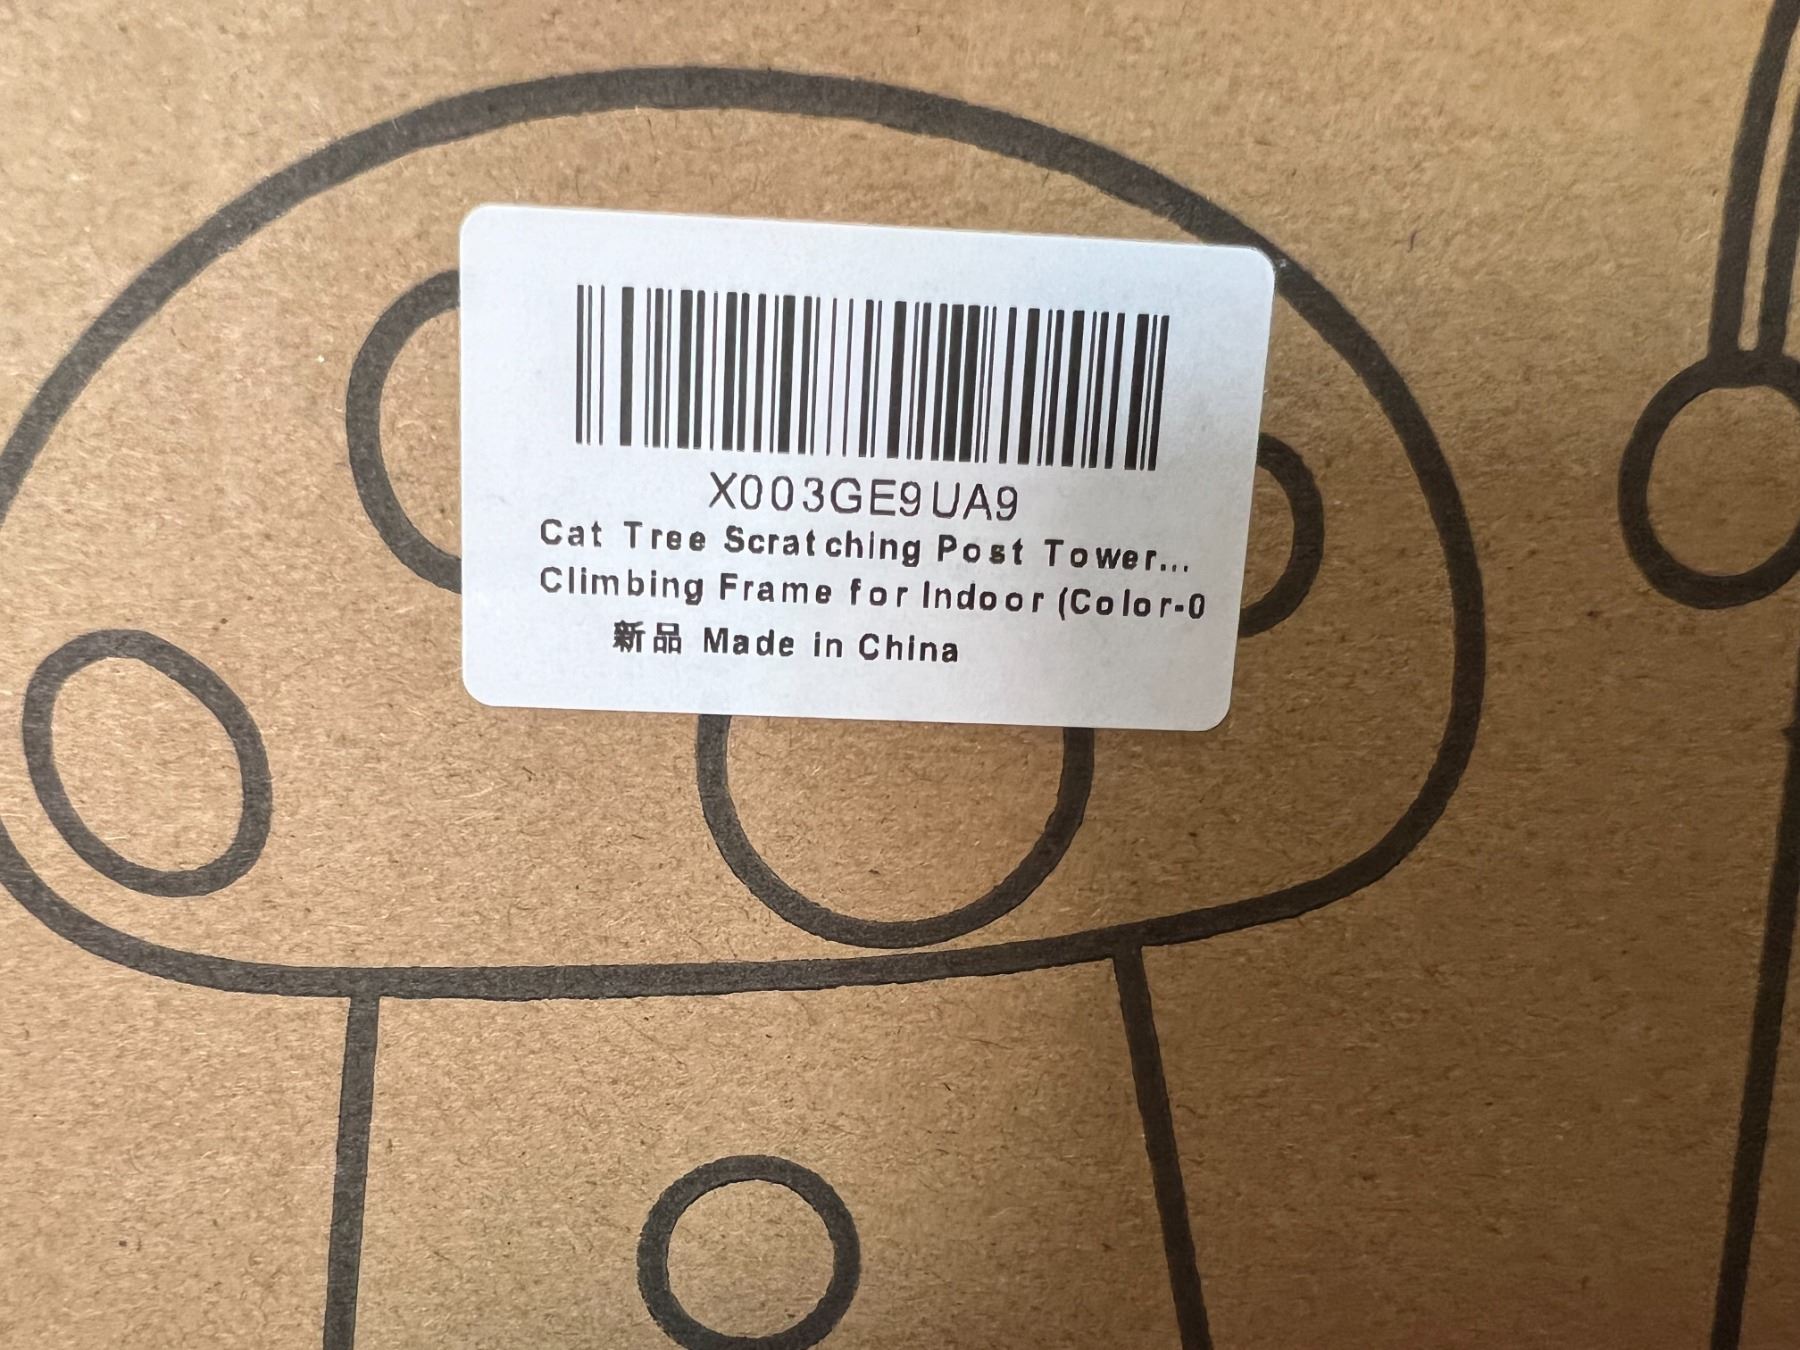 X003GE9UA9
Cat Tree Scratching Post Tower...
Climbing Frame for Indoor (Color-0
新品 Made in China